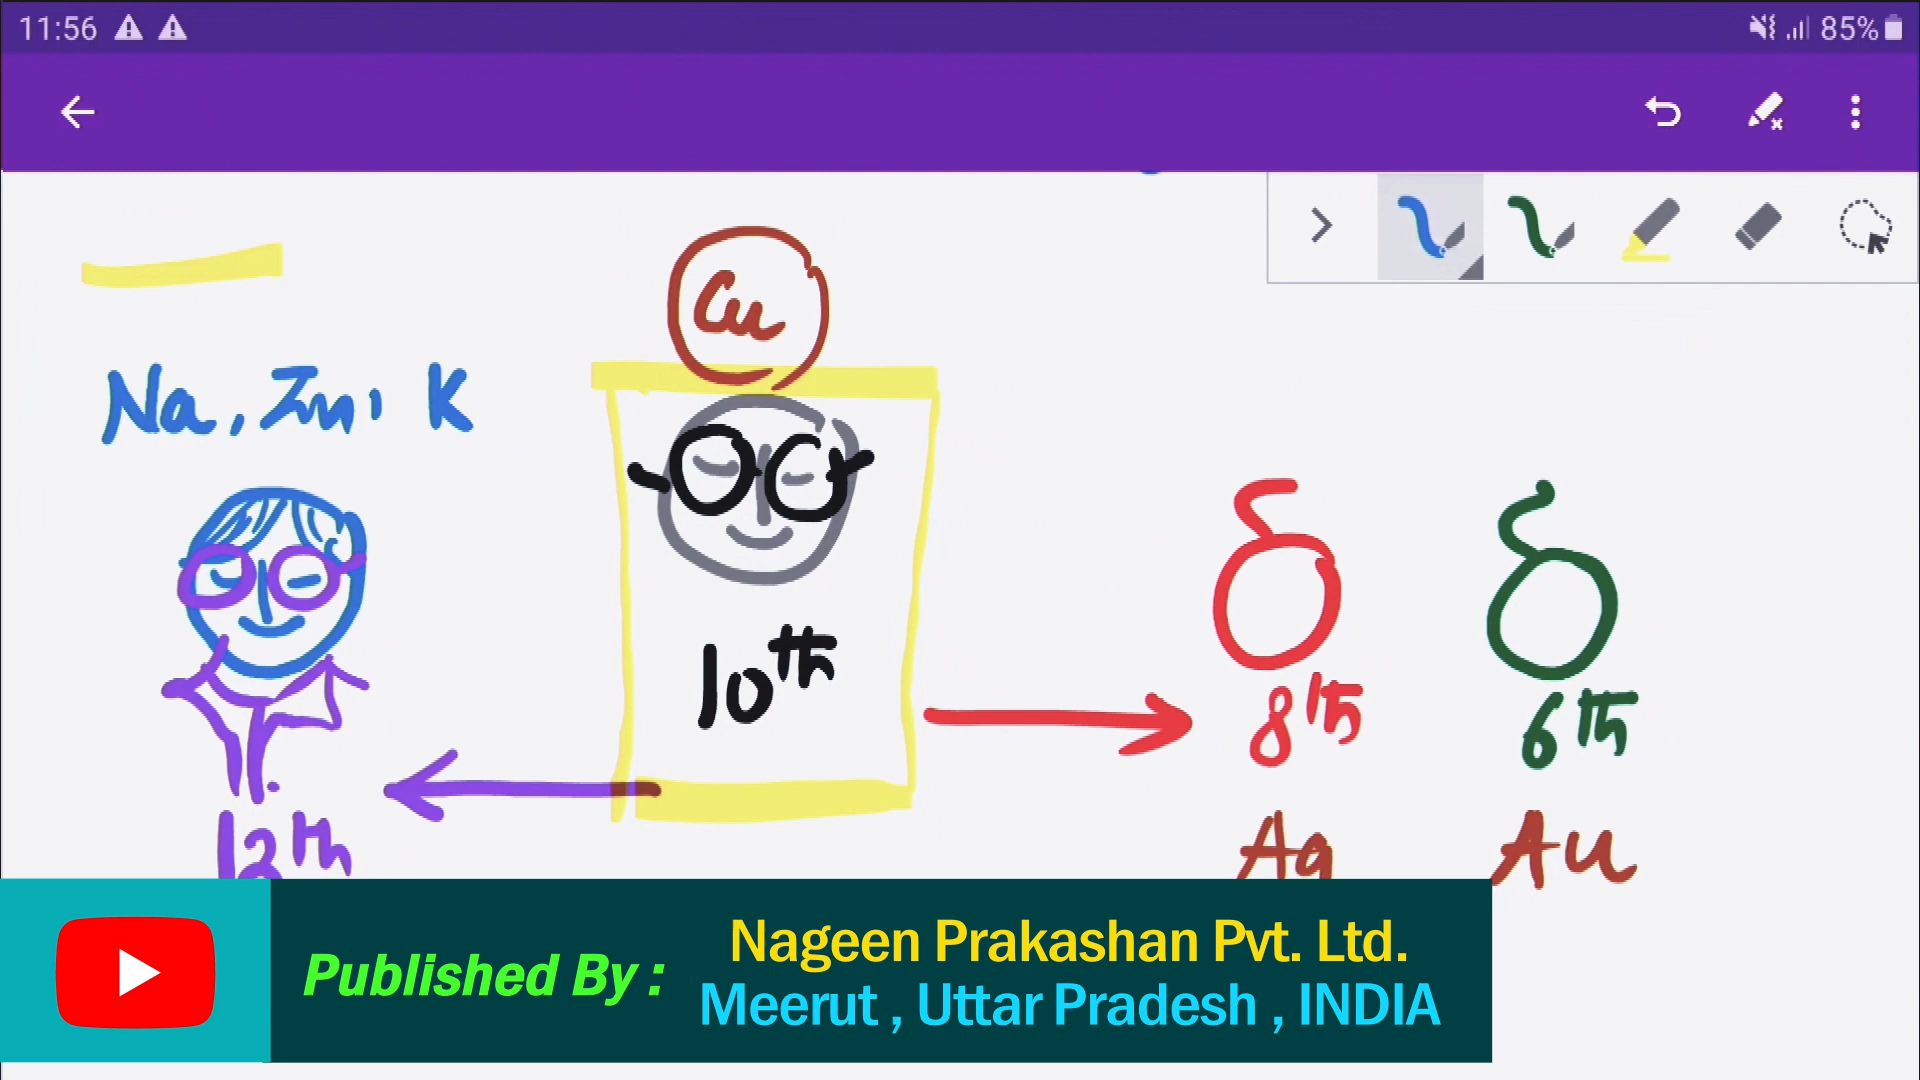 11:56
85%
Cu
Na, Zn, K
10th
8th
6th
12th
Ag
Au
Published By :
Nageen Prakashan Pvt. Ltd.
Meerut , Uttar Pradesh , INDIA